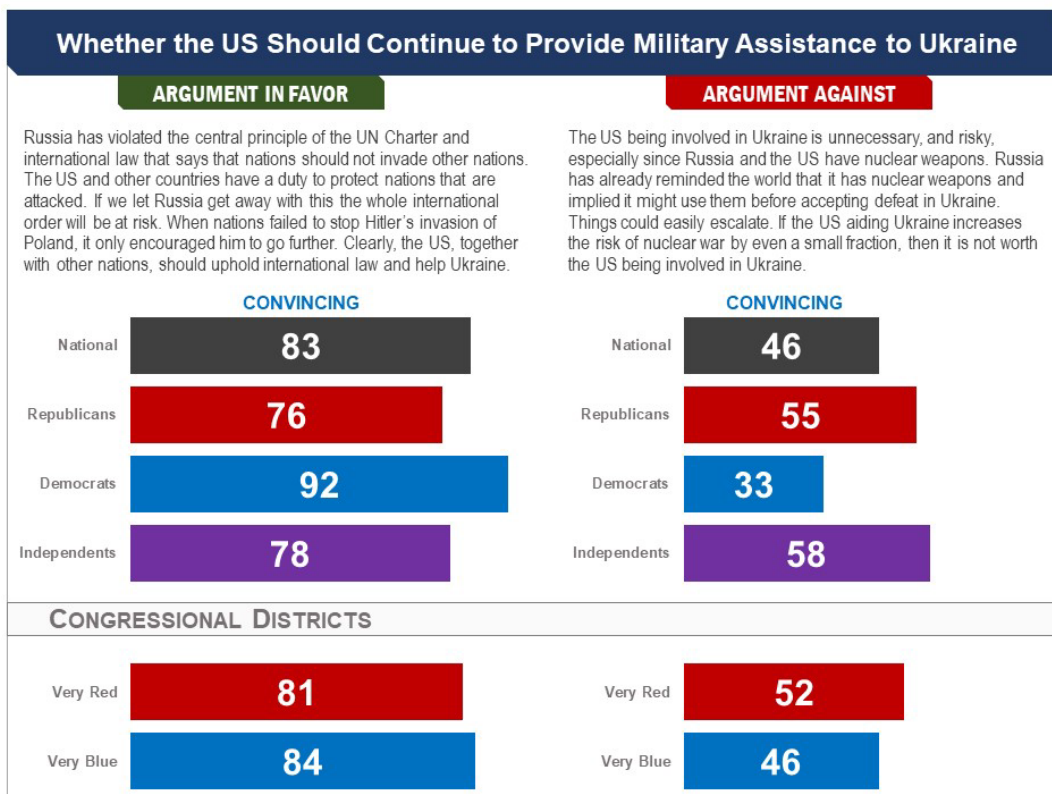 Whether the US Should Continue to Provide Military Assistance to Ukraine
ARGUMENT IN FAVOR
Russia has violated the central principle of the UN Charter and
international law that says that nations should not invade other nations.
The US and other countries have a duty to protect nations that are
attacked. If we let Russia get away with this the whole international
order will be at risk. When nations failed to stop Hitler’s invasion of
Poland, it only encouraged him to go further. Clearly, the US, together
with other nations, should uphold international law and help Ukraine.
ARGUMENT AGAINST
The US being involved in Ukraine is unnecessary, and risky,
especially since Russia and the US have nuclear weapons. Russia
has already reminded the world that it has nuclear weapons and
implied it might use them before accepting defeat in Ukraine.
Things could easily escalate. If the US aiding Ukraine increases
the risk of nuclear war by even a small fraction, then it is not worth
the US being involved in Ukraine.
CONVINCING
National 83
Republicans 76
Democrats 92
Independents 78
CONVINCING
National 46
Republicans 55
Democrats 33
Independents 58
CONGRESSIONAL DISTRICTS
Very Red 81
Very Blue 84
Very Red 52
Very Blue 46